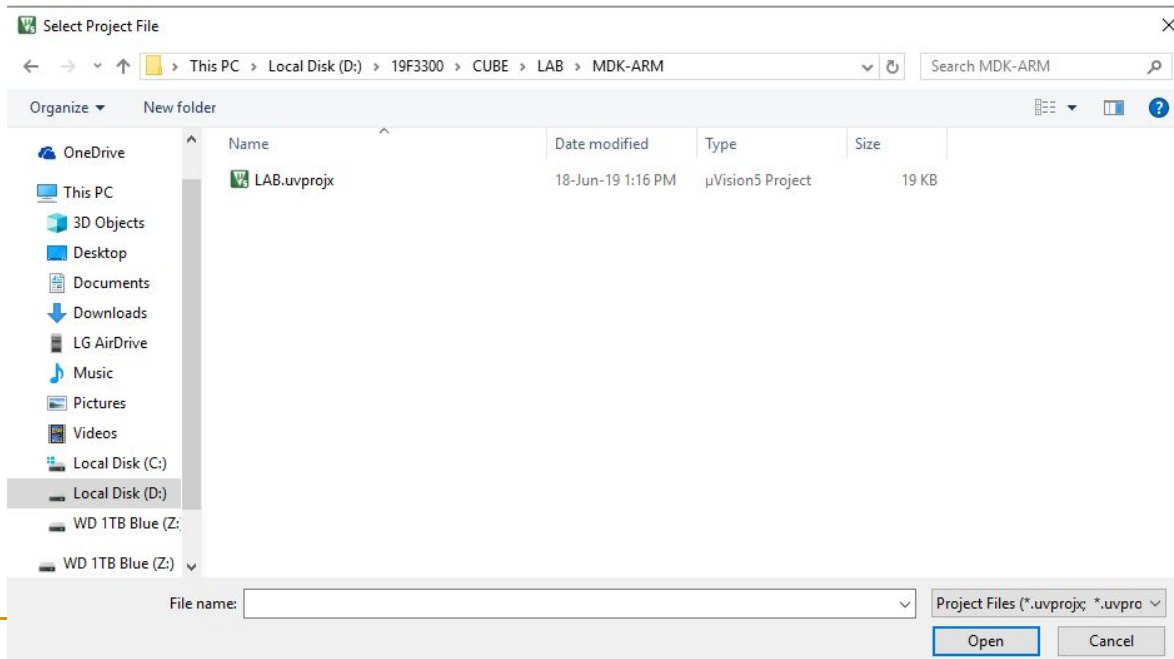 Select Project File
This PC > Local Disk (D:) > 19F3300 > CUBE > LAB > MDK-ARM
Search MDK-ARM
Organize
New folder
Name
Date modified
Type
Size
LAB.uvprojx
18-Jun-19 1:16 PM
µVision5 Project
19 KB
OneDrive
This PC
3D Objects
Desktop
Documents
Downloads
LG AirDrive
Music
Pictures
Videos
Local Disk (C:)
Local Disk (D:)
WD 1TB Blue (Z:
WD 1TB Blue (Z:)
File name:
Project Files (*.uvprojx; *.uvpro
Open
Cancel